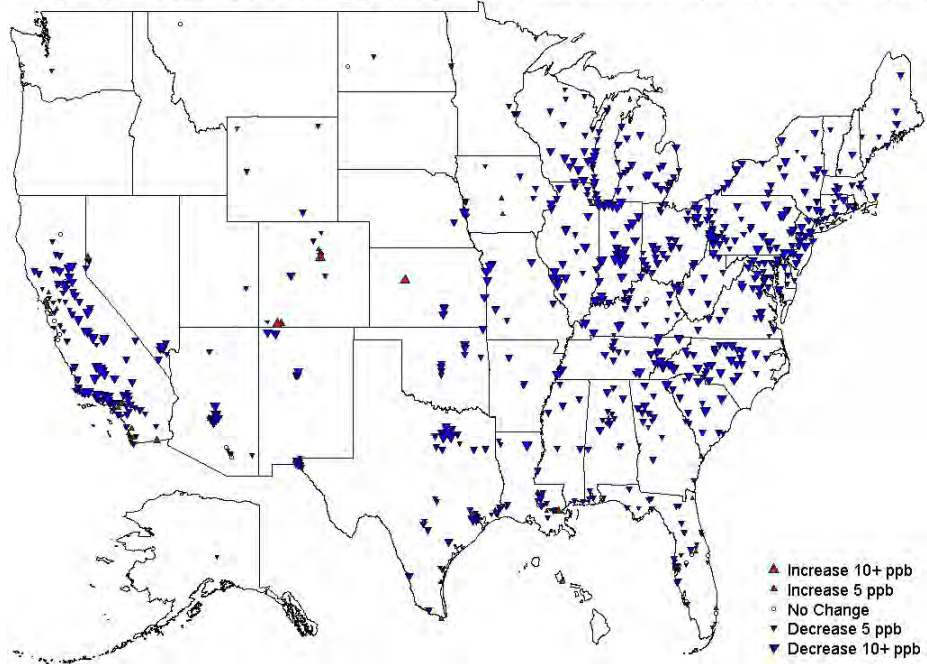 Increase 10+ ppb
Increase 5 ppb
No Change
Decrease 5 ppb
Decrease 10+ ppb